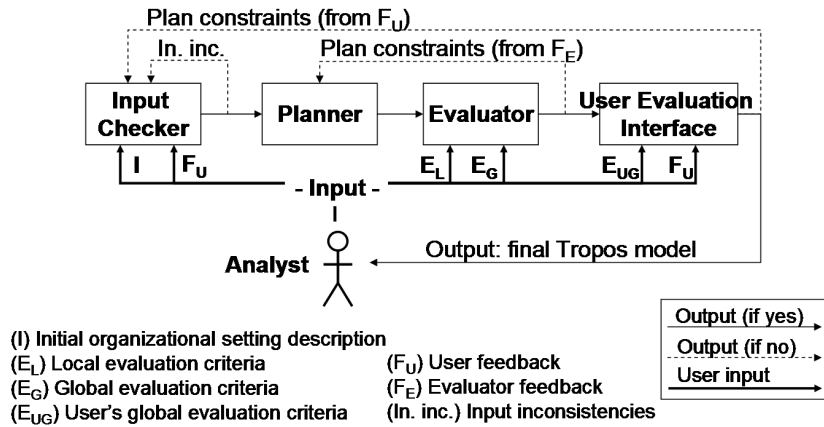 Plan constraints (from FU)
In. inc.
Plan constraints (from FE)
Input Checker
Planner
Evaluator
User Evaluation Interface
I
FU
EL
EG
EUG
FU
- Input -
I
Analyst
Output: final Tropos model
(I) Initial organizational setting description
(EL) Local evaluation criteria
(EG) Global evaluation criteria
(EUG) User's global evaluation criteria
(FU) User feedback
(FE) Evaluator feedback
(In. inc.) Input inconsistencies
Output (if yes)
Output (if no)
User input